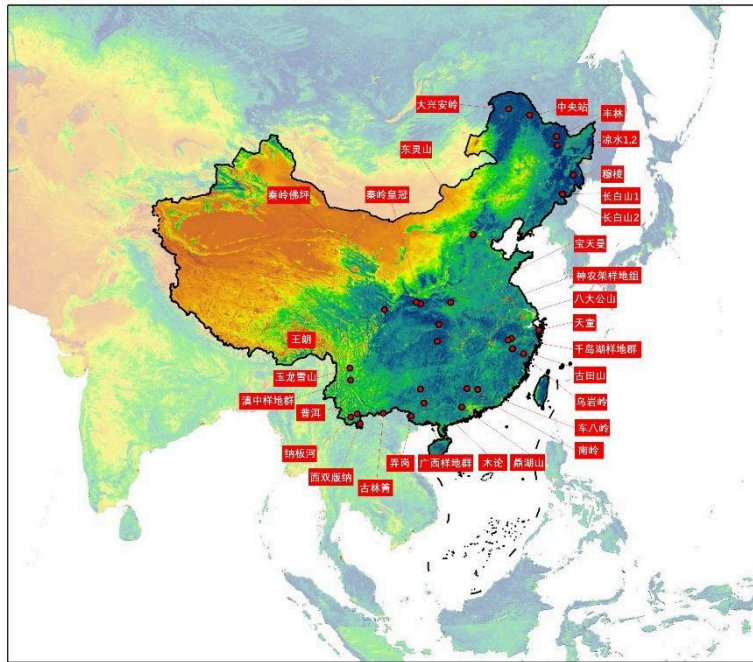 大兴安岭
中央站
丰林
凉水1,2
东灵山
穆棱
秦岭佛坪
秦岭皇冠
长白山1
长白山2
宝天曼
神农架样地组
八大公山
天童
王朗
千岛湖样地群
玉龙雪山
古田山
滇中样地群
乌岩岭
普洱
车八岭
纳板河
弄岗
广西样地群
木论
鼎湖山
南岭
西双版纳
古林箐